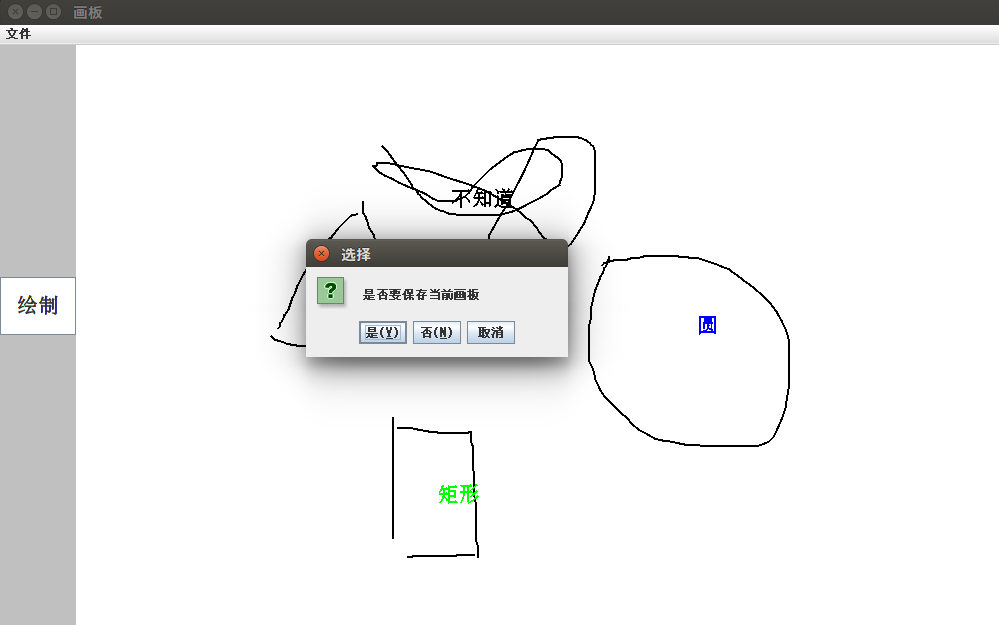 画板
文件
不知道
选择
是否要保存当前画板
是(Y) 否(N) 取消
绘制
圆
矩形